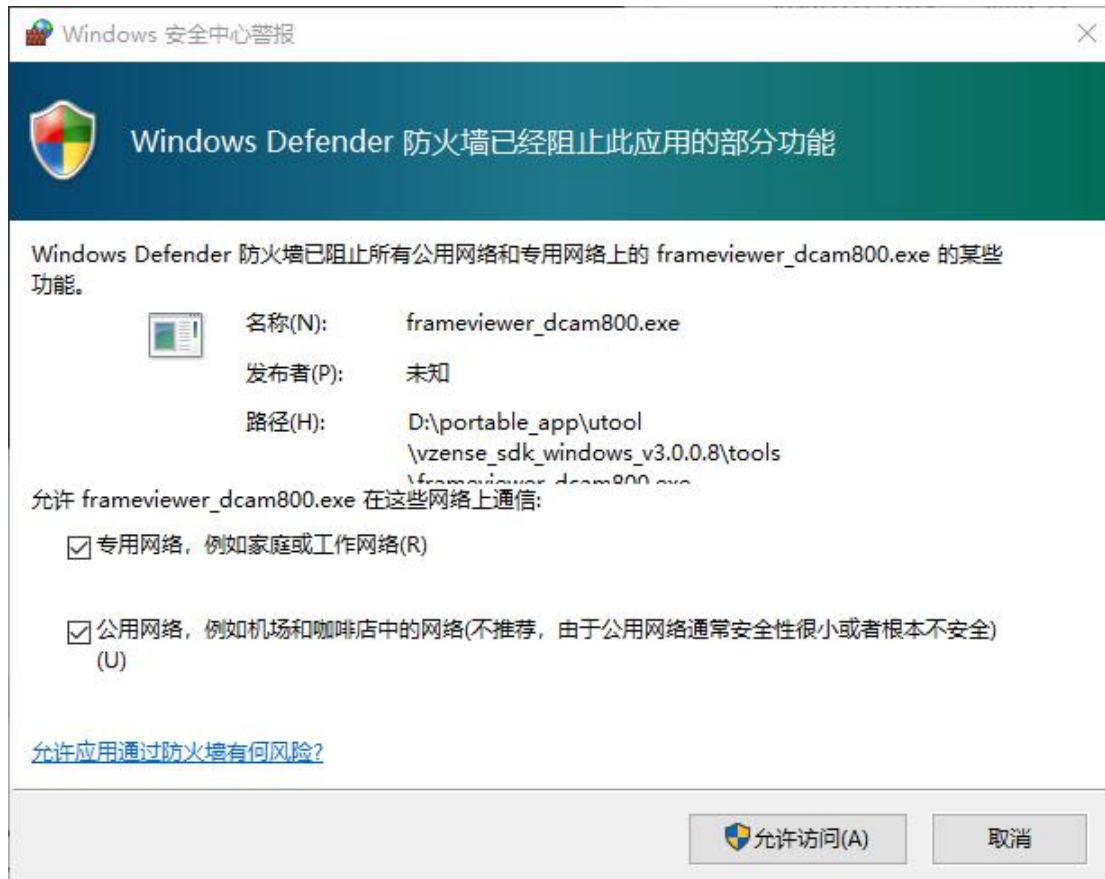 Windows 安全中心警报
Windows Defender 防火墙已经阻止此应用的部分功能
Windows Defender 防火墙已阻止所有公用网络和专用网络上的 frameviewer_dcam800.exe 的某些
功能。
名称(N): frameviewer_dcam800.exe
发布者(P): 未知
路径(H): D:\portable_app\utool
\vzense_sdk_windows_v3.0.0.8\tools
\frameviewer_dcam800.exe
允许 frameviewer_dcam800.exe 在这些网络上通信:
专用网络，例如家庭或工作网络(R)
公用网络，例如机场和咖啡店中的网络(不推荐，由于公用网络通常安全性很小或者根本不安全)
(U)
允许应用通过防火墙有何风险?
允许访问(A)
取消